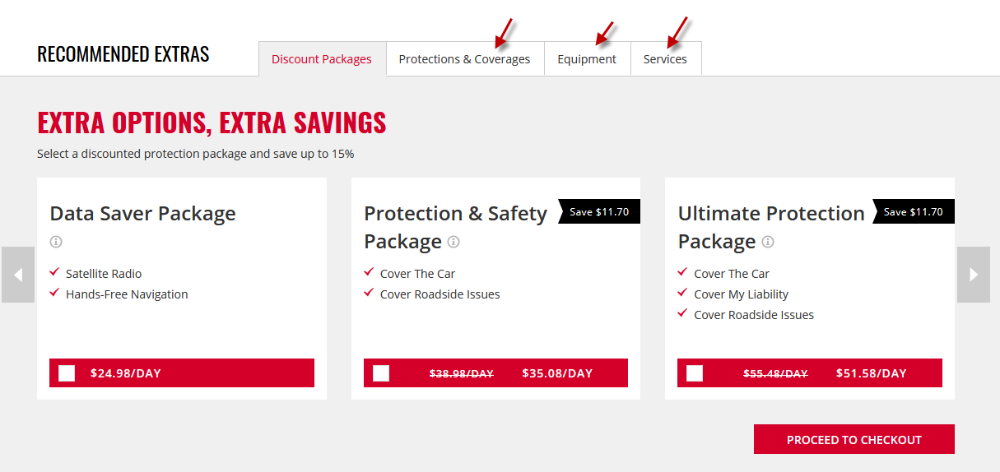 RECOMMENDED EXTRAS
Discount Packages
Protections & Coverages
Equipment
Services
EXTRA OPTIONS, EXTRA SAVINGS
Select a discounted protection package and save up to 15%
Data Saver Package
Satellite Radio
Hands-Free Navigation
$24.98/DAY
Protection & Safety
Package
Save $11.70
Cover The Car
Cover Roadside Issues
$38.98/DAY $35.08/DAY
Ultimate Protection
Package
Save $11.70
Cover The Car
Cover My Liability
Cover Roadside Issues
$55.48/DAY $51.58/DAY
PROCEED TO CHECKOUT